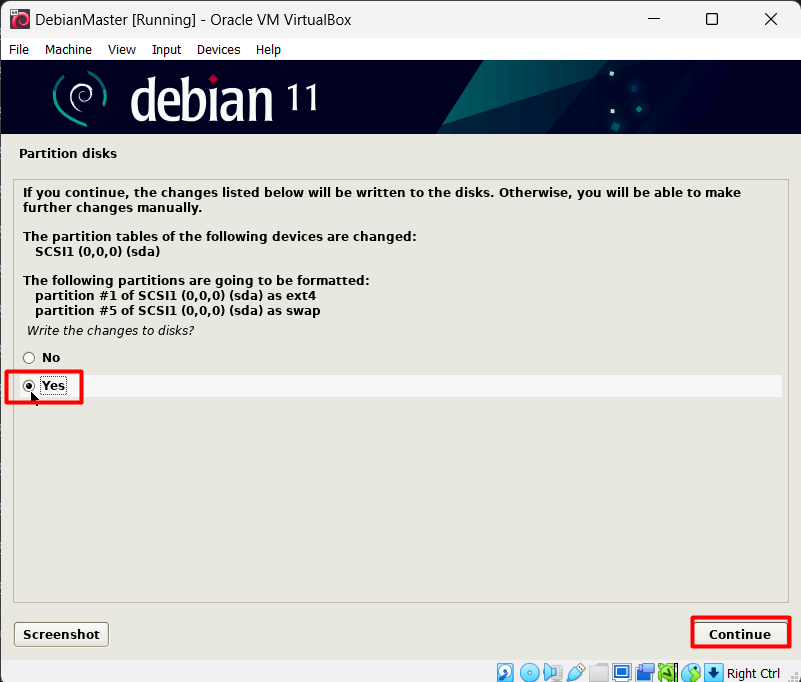 DebianMaster [Running] - Oracle VM VirtualBox
File Machine View Input Devices Help
debian 11
Partition disks
If you continue, the changes listed below will be written to the disks. Otherwise, you will be able to make
further changes manually.
The partition tables of the following devices are changed:
SCSI1 (0,0,0) (sda)
The following partitions are going to be formatted:
partition #1 of SCSI1 (0,0,0) (sda) as ext4
partition #5 of SCSI1 (0,0,0) (sda) as swap
Write the changes to disks?
No
Yes
Screenshot Continue
Right Ctrl